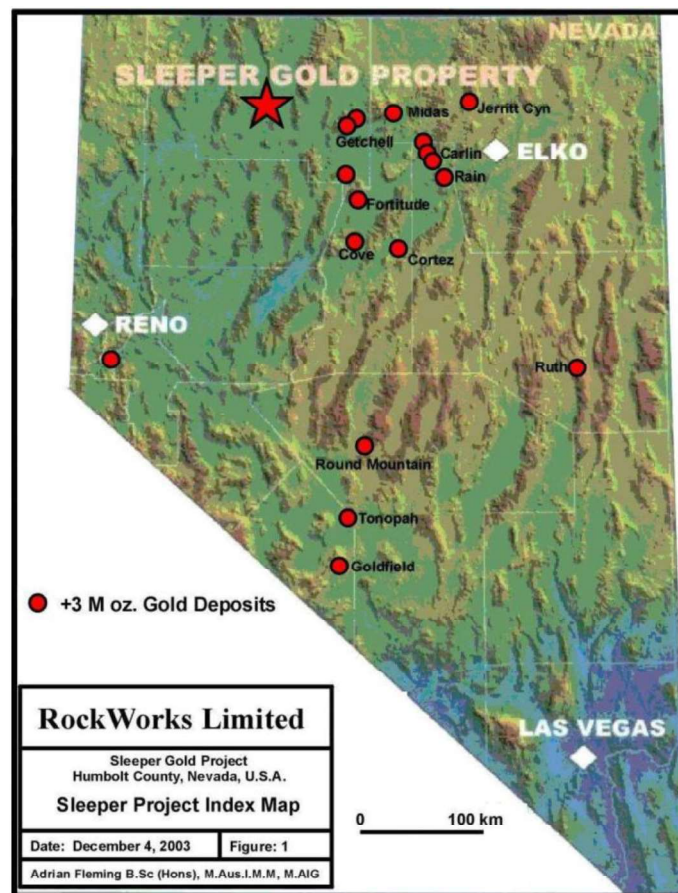 NEVADA
SLEEPER GOLD PROPERTY
Midas
Jerritt Cyn
Getchell
Carlin
ELKO
Rain
Fortitude
Cove
Cortez
RENO
Ruth
Round Mountain
Tonopah
Goldfield
+3 M oz. Gold Deposits
LAS VEGAS
RockWorks Limited
Sleeper Gold Project
Humbolt County, Nevada, U.S.A.
Sleeper Project Index Map
Date: December 4, 2003
Figure: 1
Adrian Fleming B.Sc (Hons), M.Aus.I.M.M, M.AIG
0 100 km